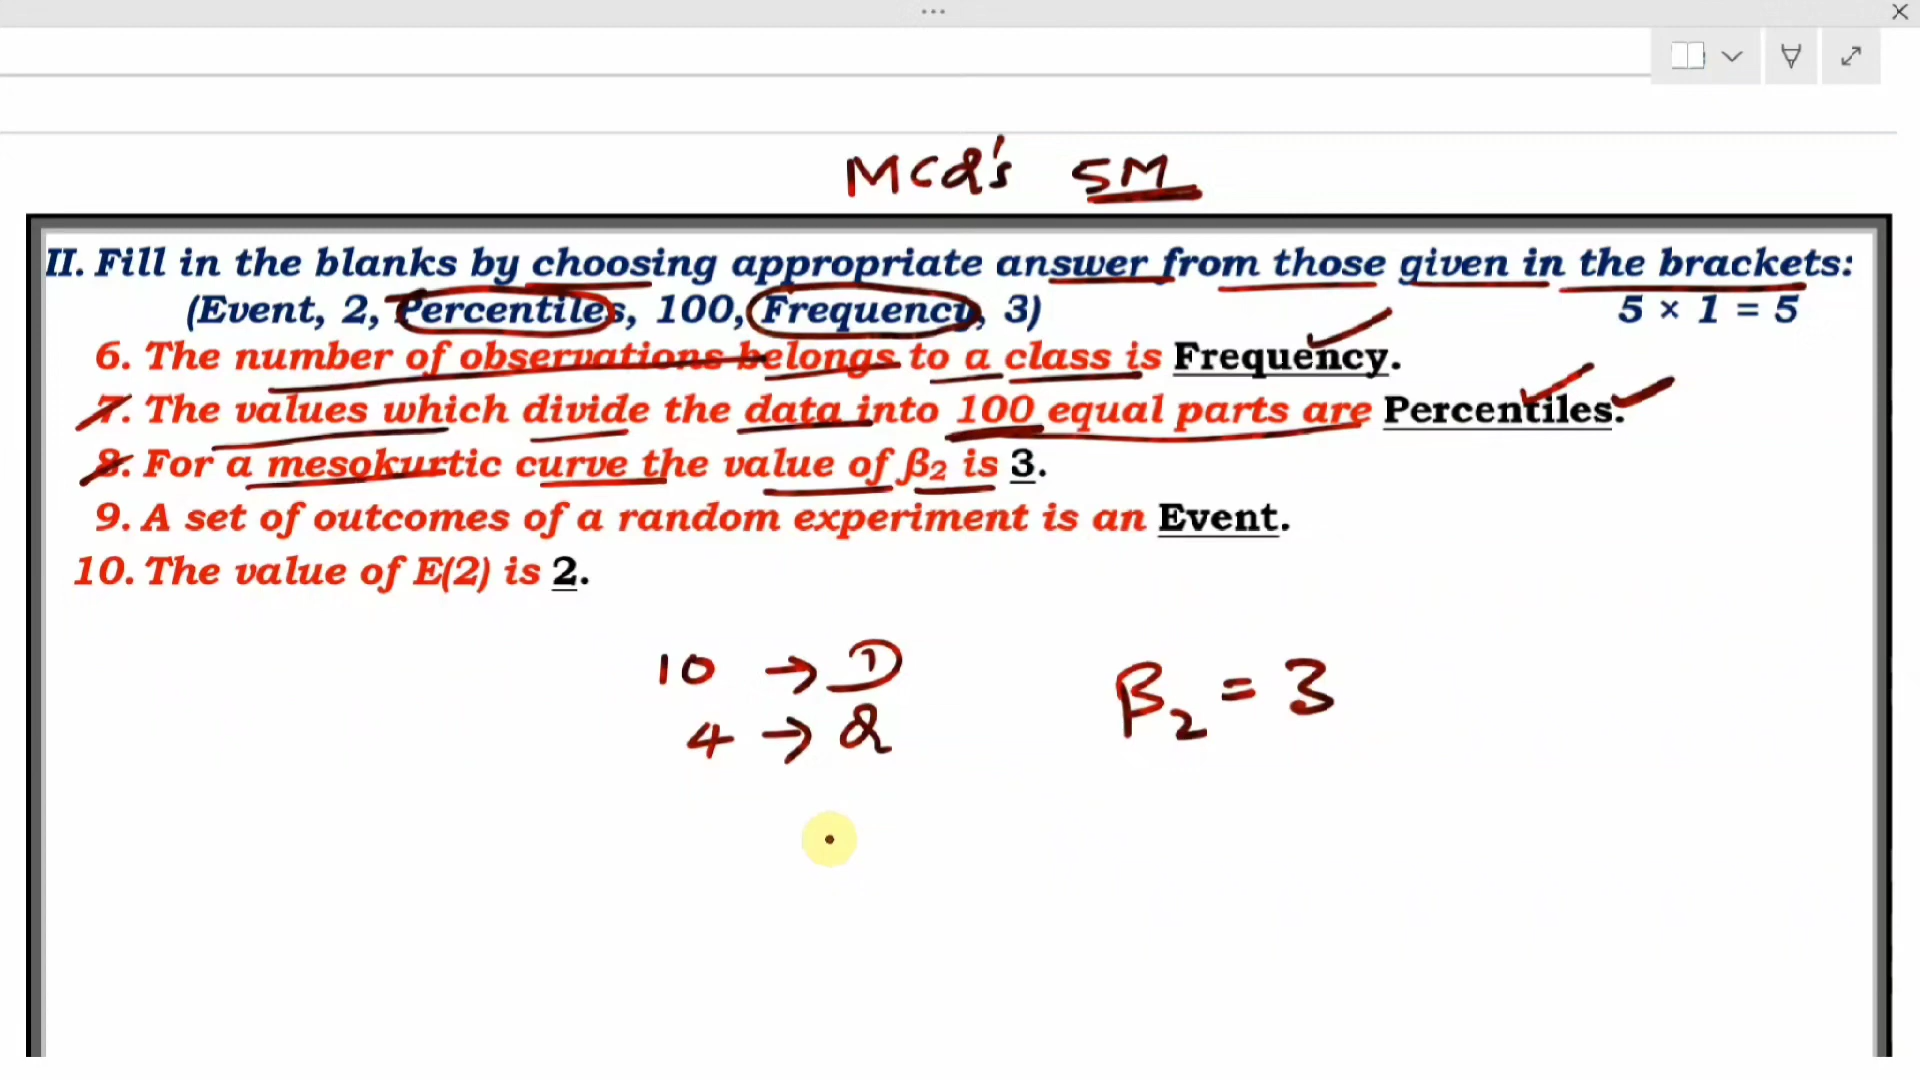 MCQ's 5M
II. Fill in the blanks by choosing appropriate answer from those given in the brackets:
(Event, 2, Percentiles, 100, Frequency, 3) 5 × 1 = 5
6. The number of observations belongs to a class is Frequency.
7. The values which divide the data into 100 equal parts are Percentiles.
8. For a mesokurtic curve the value of β₂ is 3.
9. A set of outcomes of a random experiment is an Event.
10. The value of E(2) is 2.
10 → D
4 → Q
β₂ = 3